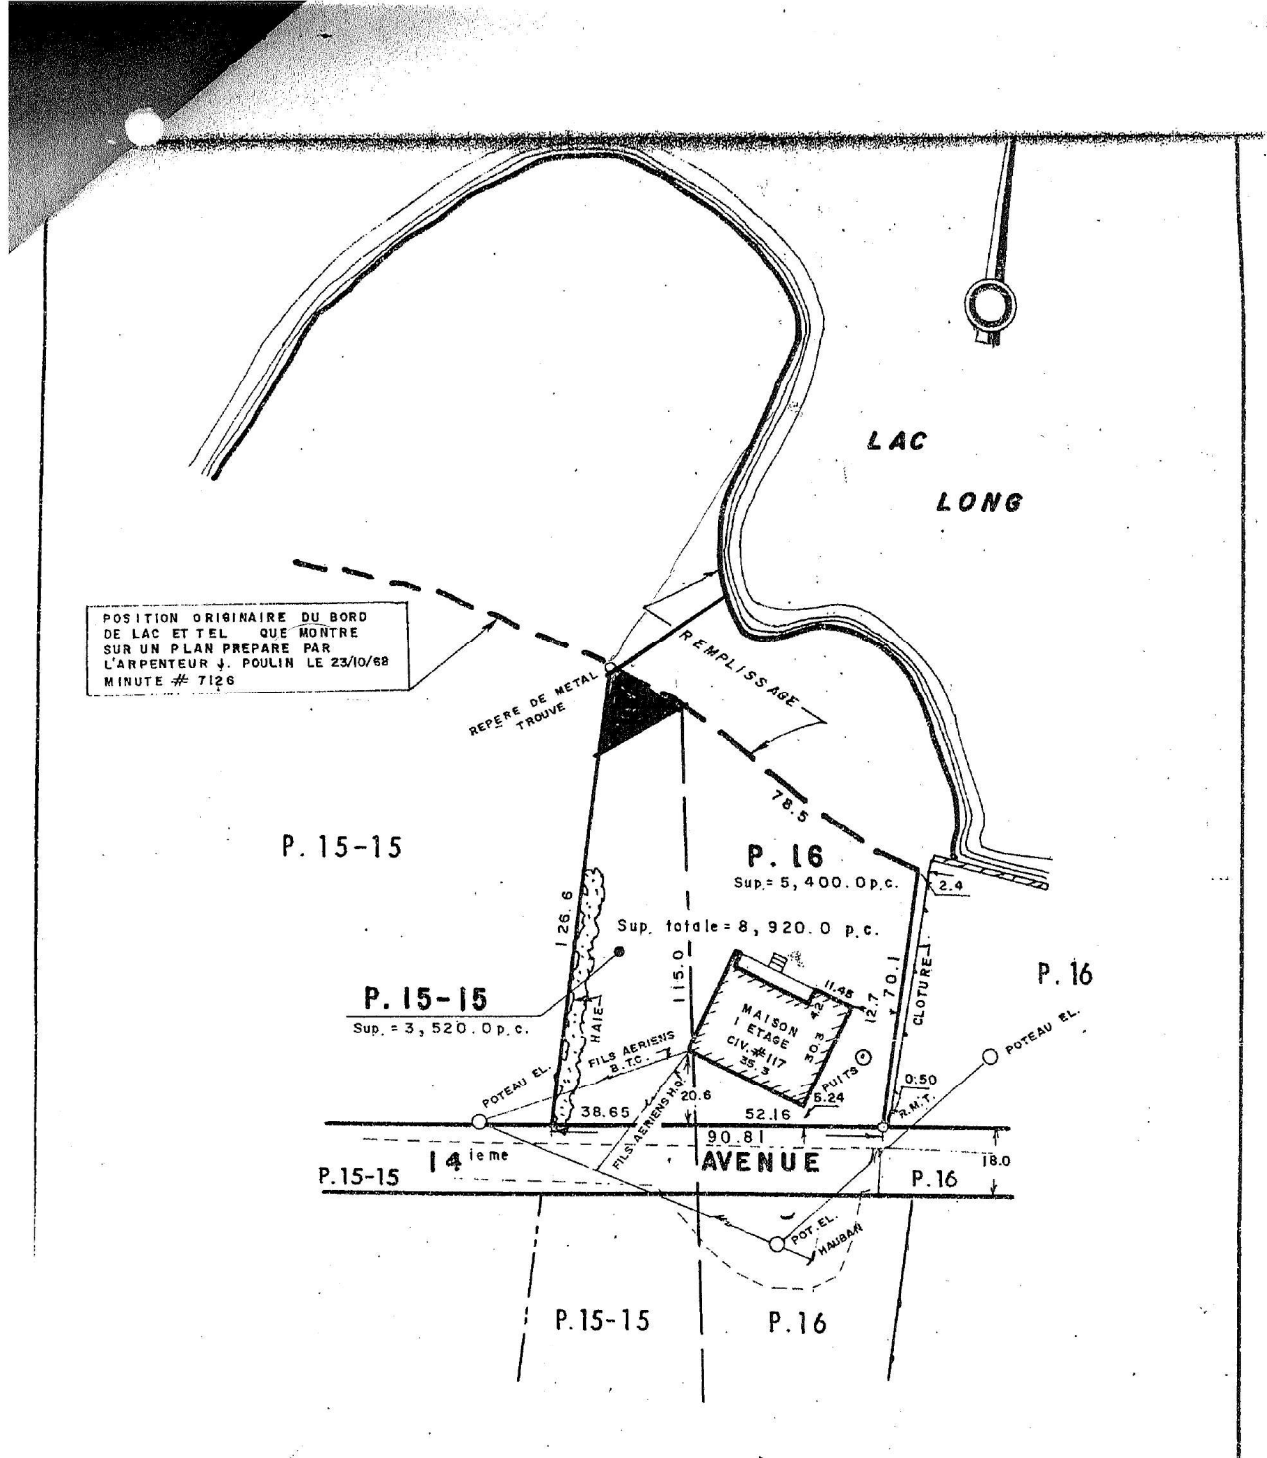 LAC
LONG
POSITION ORIGINAIRE DU BORD
DE LAC ET TEL QUE MONTRE
SUR UN PLAN PREPARE PAR
L'ARPENTEUR J. POULIN LE 23/10/68
MINUTE # 7126
REMPLISSAGE
REPERE DE METAL
TROUVE
78.5
P. 15-15
P. 16
Sup.= 5,400.0 p.c.
2.4
126.6
Sup. totale = 8,920.0 p.c.
115.0
11.45
4.2
12.7
70.1
CLOTURE
P. 16
P. 15-15
Sup. = 3,520.0 p.c.
HAIE
MAISON
1 ETAGE
CIV. #117
35.3
30.3
FILS AERIENS
B.T.C.
POTEAU EL.
POTEAU EL.
PUITS
0.50
R.M.T.
FILS AERIENS H.Q.
20.6
5.24
38.65
52.16
90.81
14ieme AVENUE
18.0
P.15-15
P.16
POT. EL.
HAUBAN
P.15-15
P.16